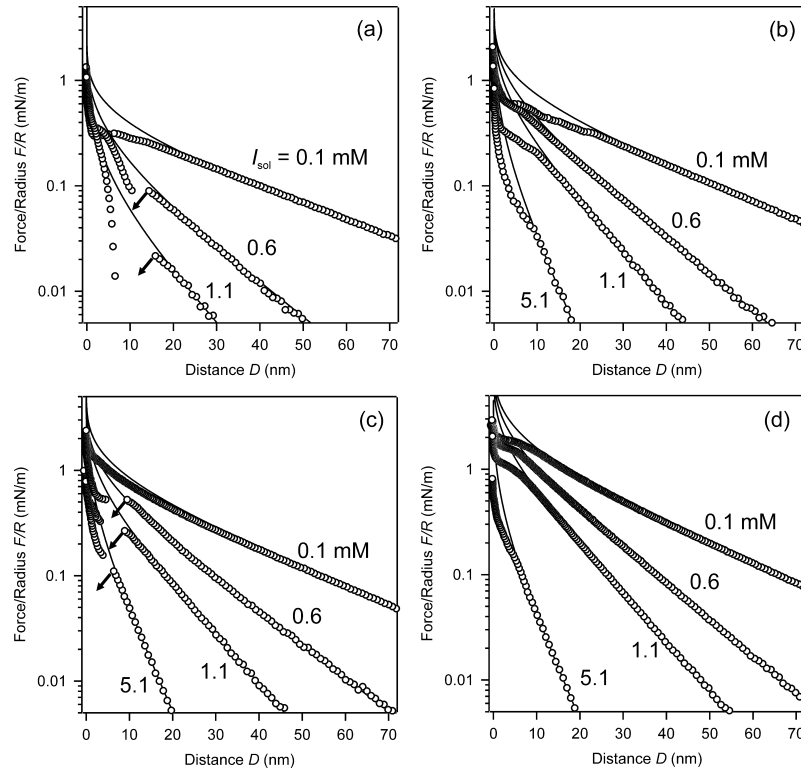 (a)
Force/Radius F/R (mN/m)
1
0.1
0.01
I_sol = 0.1 mM
0.6
1.1
0 10 20 30 40 50 60 70
Distance D (nm)
(b)
Force/Radius F/R (mN/m)
1
0.1
0.01
0.1 mM
0.6
1.1
5.1
0 10 20 30 40 50 60 70
Distance D (nm)
(c)
Force/Radius F/R (mN/m)
1
0.1
0.01
0.1 mM
0.6
1.1
5.1
0 10 20 30 40 50 60 70
Distance D (nm)
(d)
Force/Radius F/R (mN/m)
1
0.1
0.01
0.1 mM
0.6
1.1
5.1
0 10 20 30 40 50 60 70
Distance D (nm)